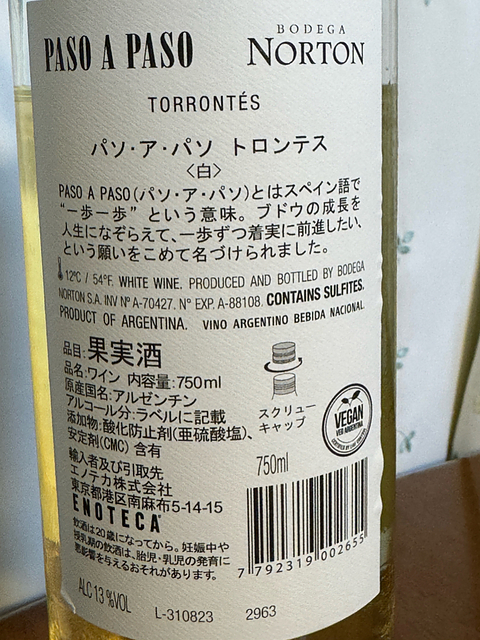 PASO A PASO
BODEGA
NORTON
TORRONTÉS
パソ・ア・パソ トロンテス
〈白〉
PASO A PASO(パソ・ア・パソ)とはスペイン語で
“一歩一歩” という意味。ブドウの成長を
人生になぞらえて、一歩ずつ着実に前進したい、
という願いをこめて名づけられました。
12ºC / 54ºF. WHITE WINE. PRODUCED AND BOTTLED BY BODEGA
NORTON S.A. INV Nº A-70427. N° EXP. A-88108. CONTAINS SULFITES.
PRODUCT OF ARGENTINA. VINO ARGENTINO BEBIDA NACIONAL.
品目:果実酒
品名:ワイン 内容量:750ml
原産国名:アルゼンチン
アルコール分:ラベルに記載
添加物:酸化防止剤(亜硫酸塩)、
安定剤(CMC) 含有
輸入者及び引取先
エノテカ株式会社
東京都港区南麻布5-14-15
ENOTECA
飲酒は20歳になってから。妊娠中や
授乳期の飲酒は、胎児・乳児の発育に
悪影響を与えるおそれがあります。
ALC 13 %VOL
L-310823 2963
スクリュー
キャップ
VEGAN
750ml
7 792319 002655